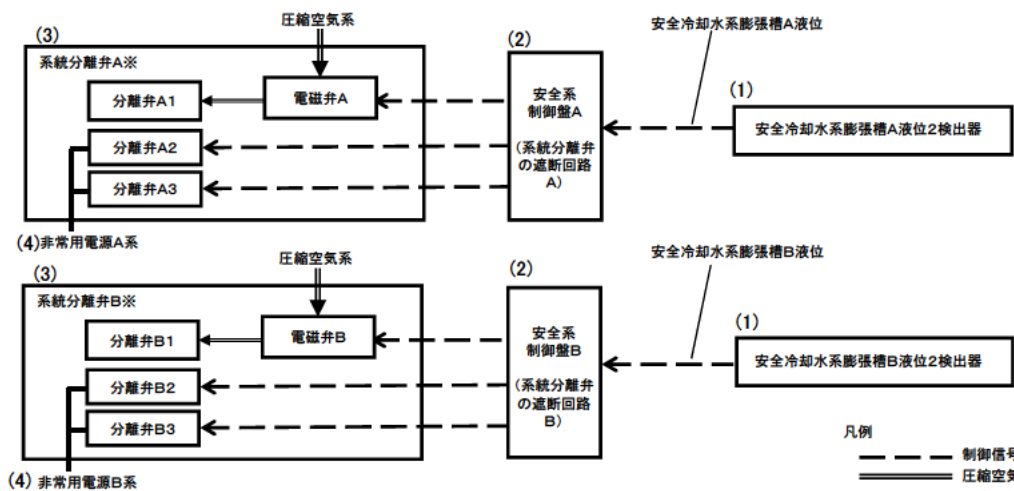 圧縮空気系
安全冷却水系膨張槽A液位
(3)
(2)
系統分離弁A※
(1)
分離弁A1
電磁弁A
安全系
制御盤A
(系統分離弁
の遮断回路
A)
安全冷却水系膨張槽A液位2検出器
分離弁A2
分離弁A3
(4)非常用電源A系
圧縮空気系
安全冷却水系膨張槽B液位
(3)
(2)
系統分離弁B※
(1)
分離弁B1
電磁弁B
安全系
制御盤B
(系統分離弁
の遮断回路
B)
安全冷却水系膨張槽B液位2検出器
分離弁B2
分離弁B3
(4) 非常用電源B系
凡例
制御信号
圧縮空気